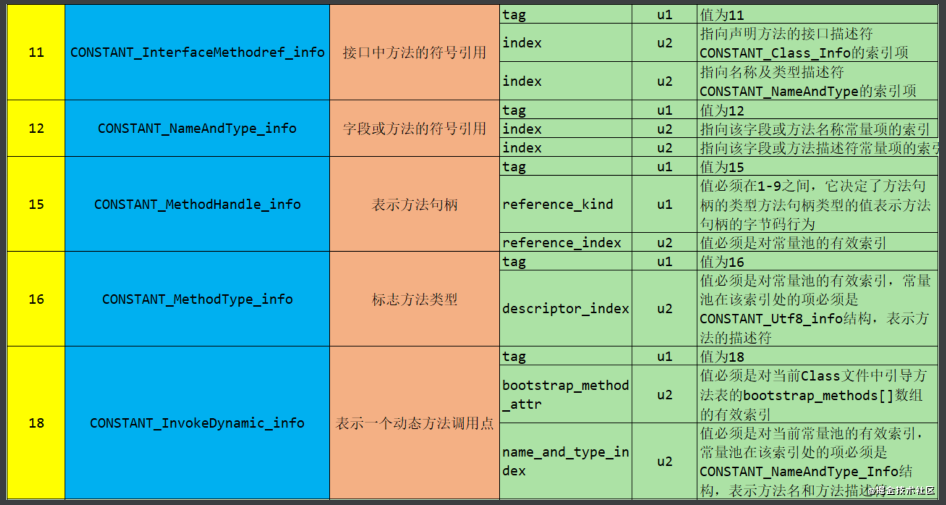 tag u1 值为11
11 CONSTANT_InterfaceMethodref_info 接口中方法的符号引用
index u2 指向声明方法的接口描述符
CONSTANT_Class_Info的索引项
index u2 指向名称及类型描述符
CONSTANT_NameAndType的索引项
tag u1 值为12
12 CONSTANT_NameAndType_info 字段或方法的符号引用
index u2 指向该字段或方法名称常量项的索引
index u2 指向该字段或方法描述符常量项的索引
tag u1 值为15
15 CONSTANT_MethodHandle_info 表示方法句柄
reference_kind u1 值必须在1-9之间，它决定了方法句
柄的类型方法句柄类型的值表示方法
句柄的字节码行为
reference_index u2 值必须是对常量池的有效索引
tag u1 值为16
16 CONSTANT_MethodType_info 标志方法类型
descriptor_index u2 值必须是对常量池的有效索引，常量
池在该索引处的项必须是
CONSTANT_Utf8_info结构，表示方
法的描述符
tag u1 值为18
18 CONSTANT_InvokeDynamic_info 表示一个动态方法调用点
bootstrap_method
_attr u2 值必须是对当前Class文件中引导方
法表的bootstrap_methods[]数组
的有效索引
name_and_type_in
dex u2 值必须是对当前常量池的有效索引，
常量池在该索引处的项必须是
CONSTANT_NameAndType_Info结
构，表示方法名和方法描述符
@掘金技术社区